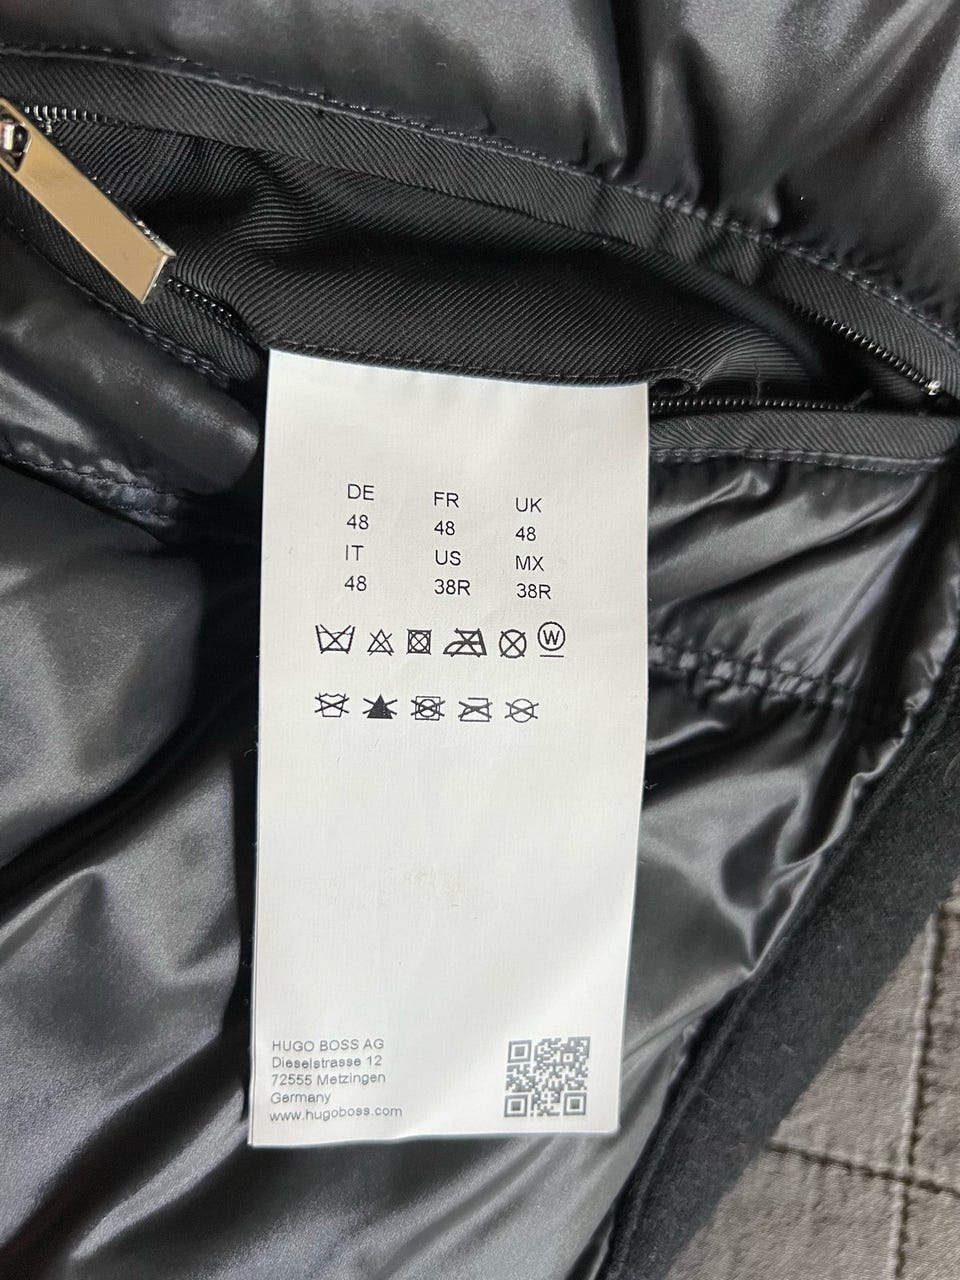 DE FR UK
48 48 48
IT US MX
48 38R 38R
W
HUGO BOSS AG
Dieselstrasse 12
72555 Metzingen
Germany
www.hugoboss.com